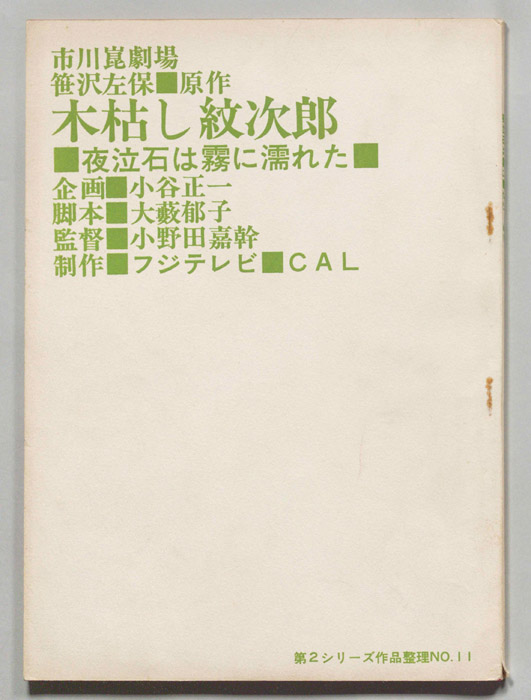 市川崑劇場
笹沢左保■原作
木枯し紋次郎
■夜泣石は霧に濡れた■
企画■小谷正一
脚本■大藪郁子
監督■小野田嘉幹
制作■フジテレビ■CAL
第2シリーズ作品整理NO.11